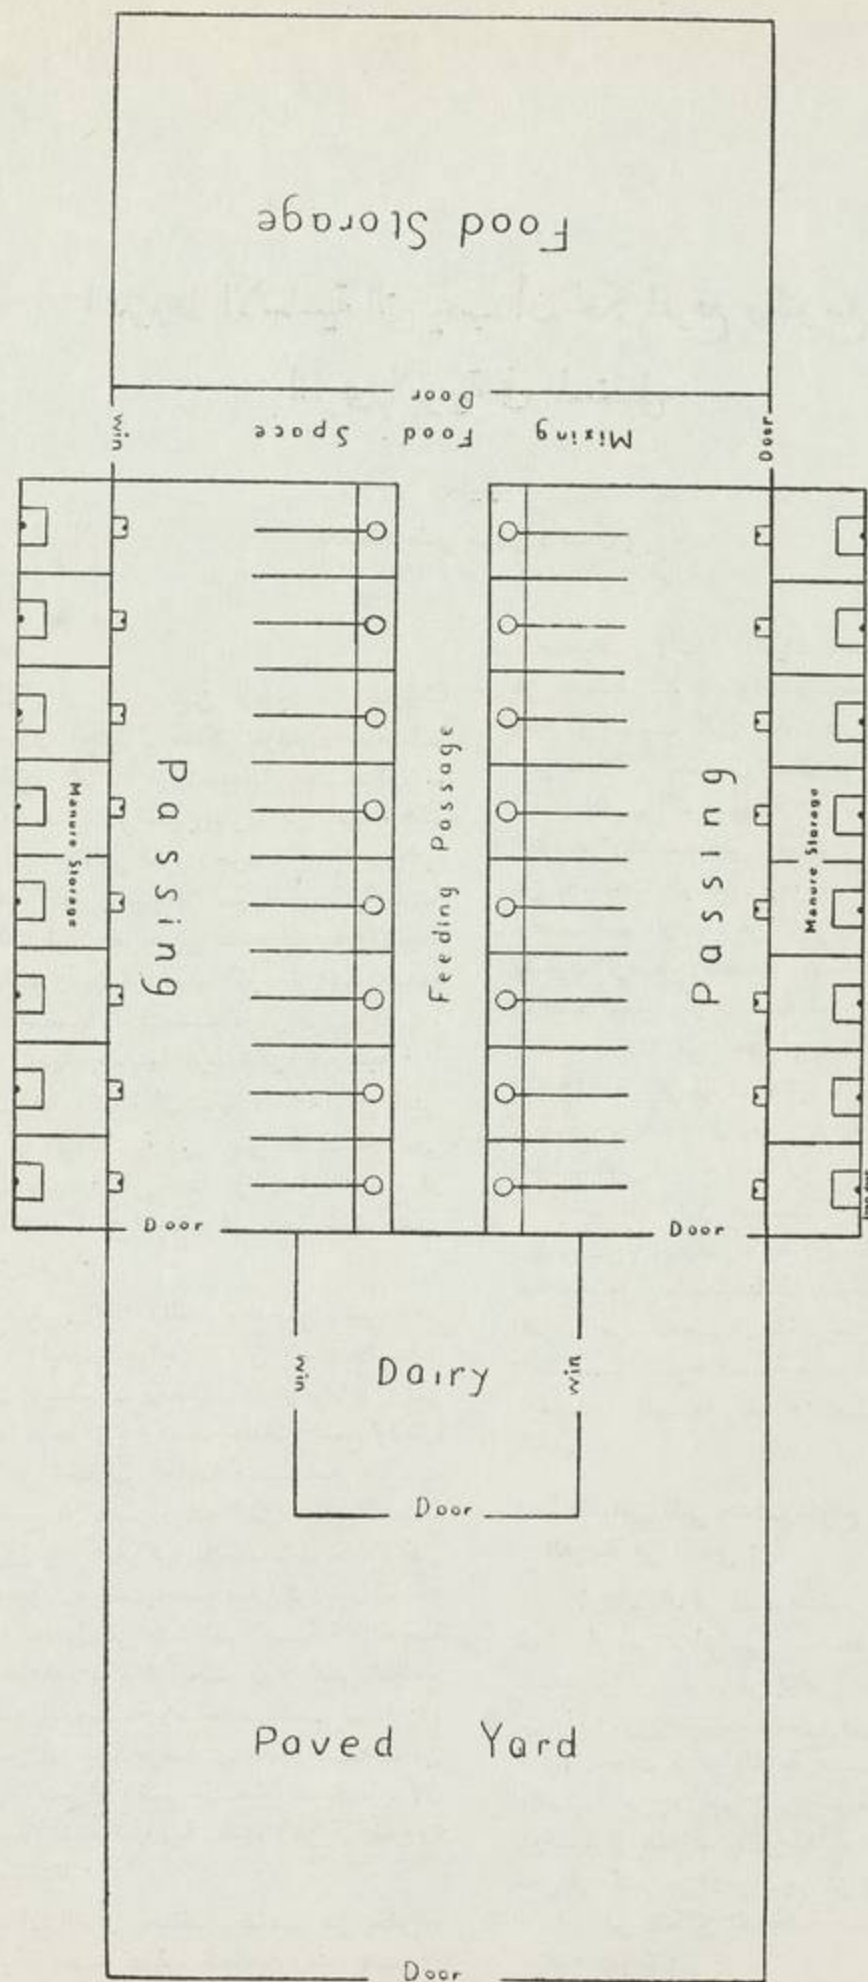 Food Storage
Door
Mixing Food Space
win
Door
Passing
Manure Storage
Feeding Passage
Passing
Manure Storage
Door
Door
win
Dairy
win
Door
Paved Yard
Door